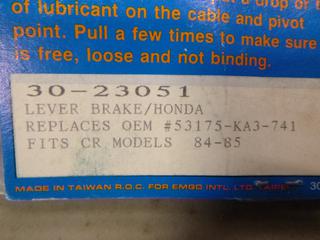 of lubricant on the cable and pivot
point. Pull a few times to make sure
is free, loose and not binding.
30-23051
LEVER BRAKE/HONDA
REPLACES OEM #53175-KA3-741
FITS CR MODELS 84-85
MADE IN TAIWAN R.O.C. FOR EMGO INTL. LTD. TAIPEI 30